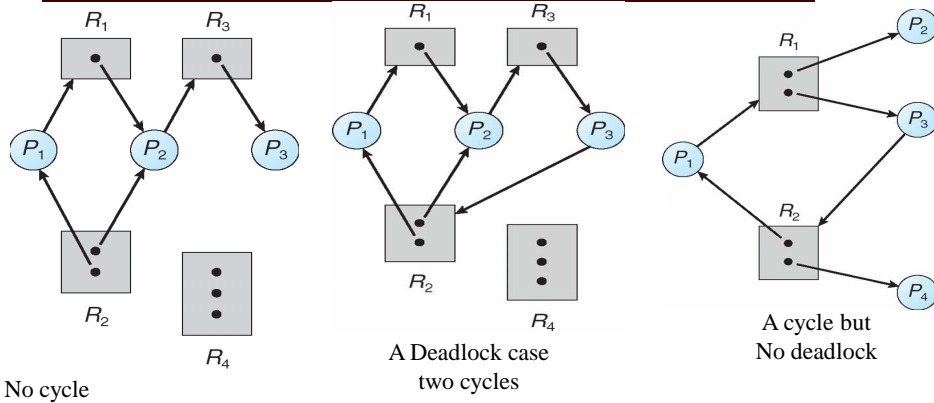 R1
R3
P1
P2
P3
R2
R4
No cycle
R1
R3
P1
P2
P3
R2
R4
A Deadlock case
two cycles
R1
P2
P3
P1
R2
P4
A cycle but
No deadlock